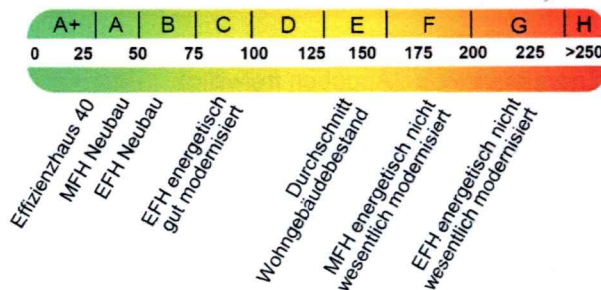 A+ A B C D E F G H
0 25 50 75 100 125 150 175 200 225 >250
Effizienzhaus 40
MFH Neubau
EFH Neubau
EFH energetisch
gut modernisiert
Durchschnitt
Wohngebäudebestand
MFH energetisch nicht
wesentlich modernisiert
EFH energetisch nicht
wesentlich modernisiert